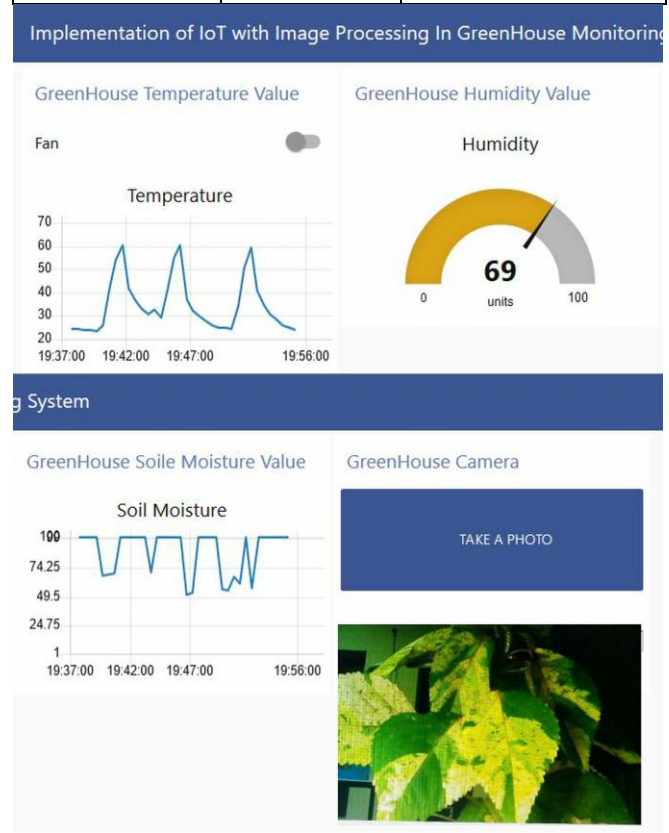 Implementation of IoT with Image Processing In GreenHouse Monitoring
GreenHouse Temperature Value
Fan
Temperature
70
60
50
40
30
20
19:37:00 19:42:00 19:47:00 19:56:00
GreenHouse Humidity Value
Humidity
69
units
0
100
g System
GreenHouse Soile Moisture Value
Soil Moisture
100
74.25
49.5
24.75
1
19:37:00 19:42:00 19:47:00 19:56:00
GreenHouse Camera
TAKE A PHOTO